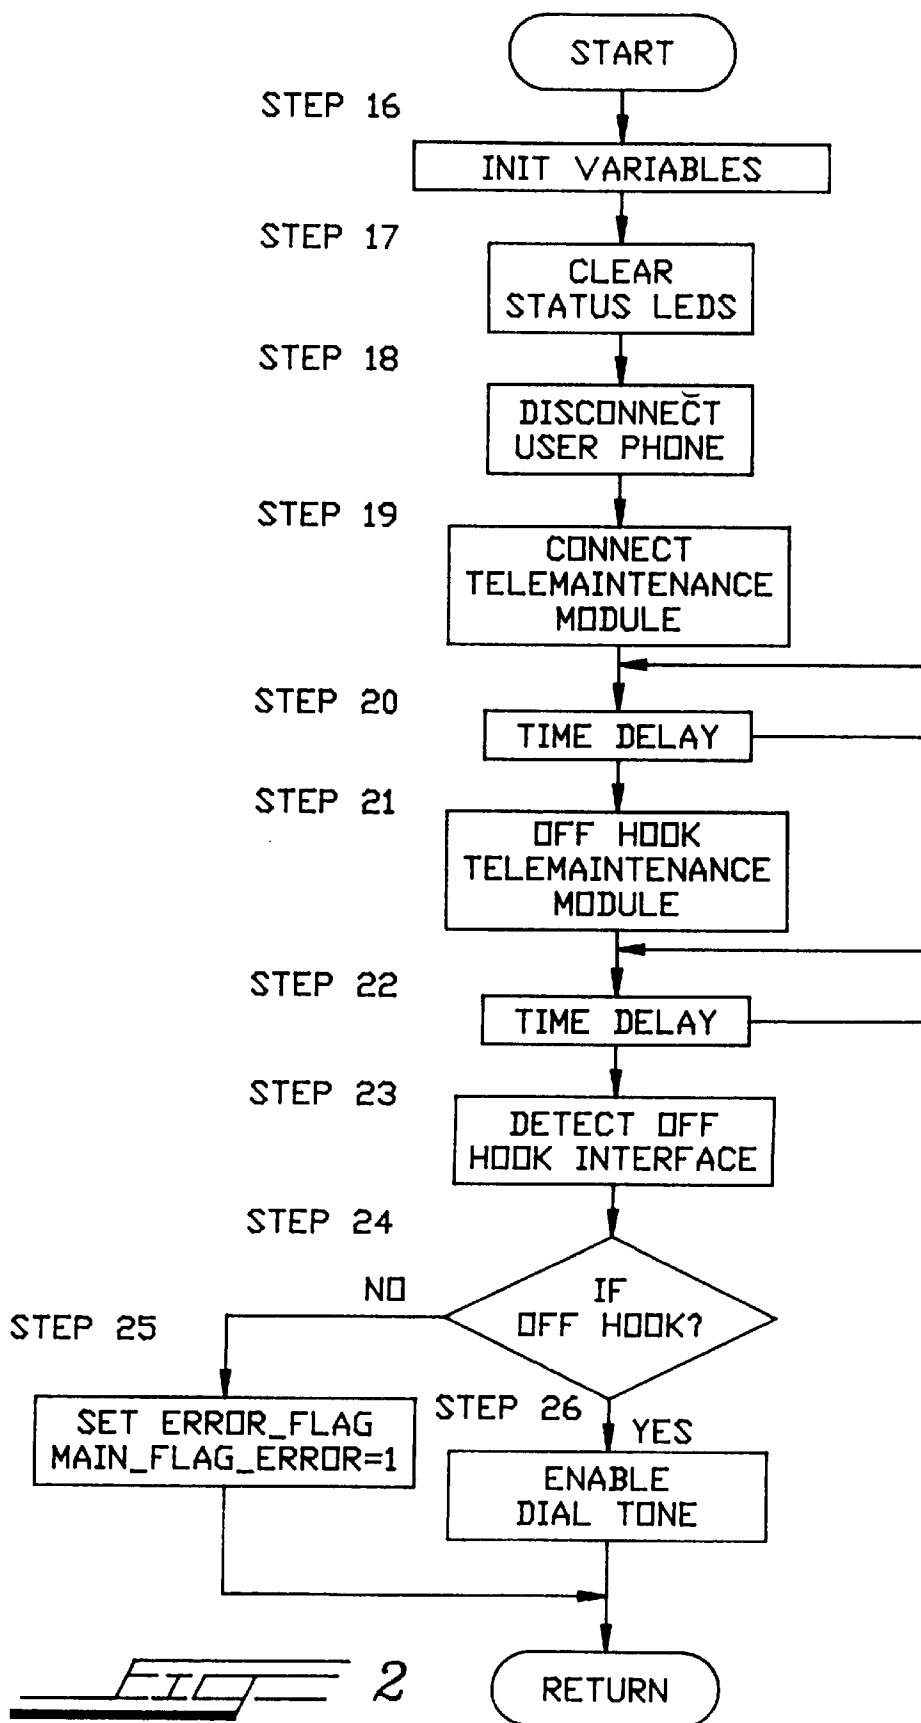 START
STEP 16
INIT VARIABLES
STEP 17
CLEAR
STATUS LEDS
STEP 18
DISCONNECT
USER PHONE
STEP 19
CONNECT
TELEMAINTENANCE
MODULE
STEP 20
TIME DELAY
STEP 21
OFF HOOK
TELEMAINTENANCE
MODULE
STEP 22
TIME DELAY
STEP 23
DETECT OFF
HOOK INTERFACE
STEP 24
NO
IF
OFF HOOK?
STEP 25
SET ERROR_FLAG
MAIN_FLAG_ERROR=1
STEP 26
YES
ENABLE
DIAL TONE
FIG 2
RETURN